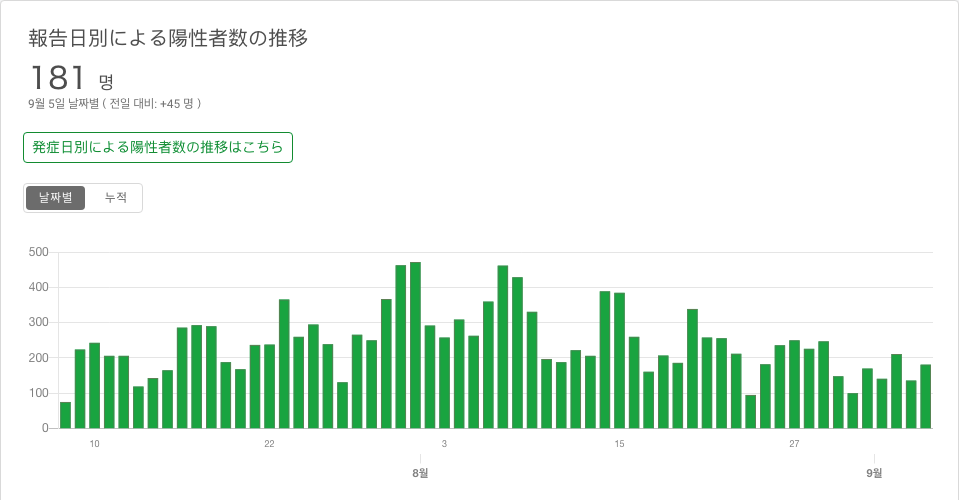 報告日別による陽性者数の推移
181 명
9월 5일 날짜별 ( 전일 대비: +45 명 )
発症日別による陽性者数の推移はこちら
날짜별 누적
500
400
300
200
100
0
10 22 3 15 27
8월 9월